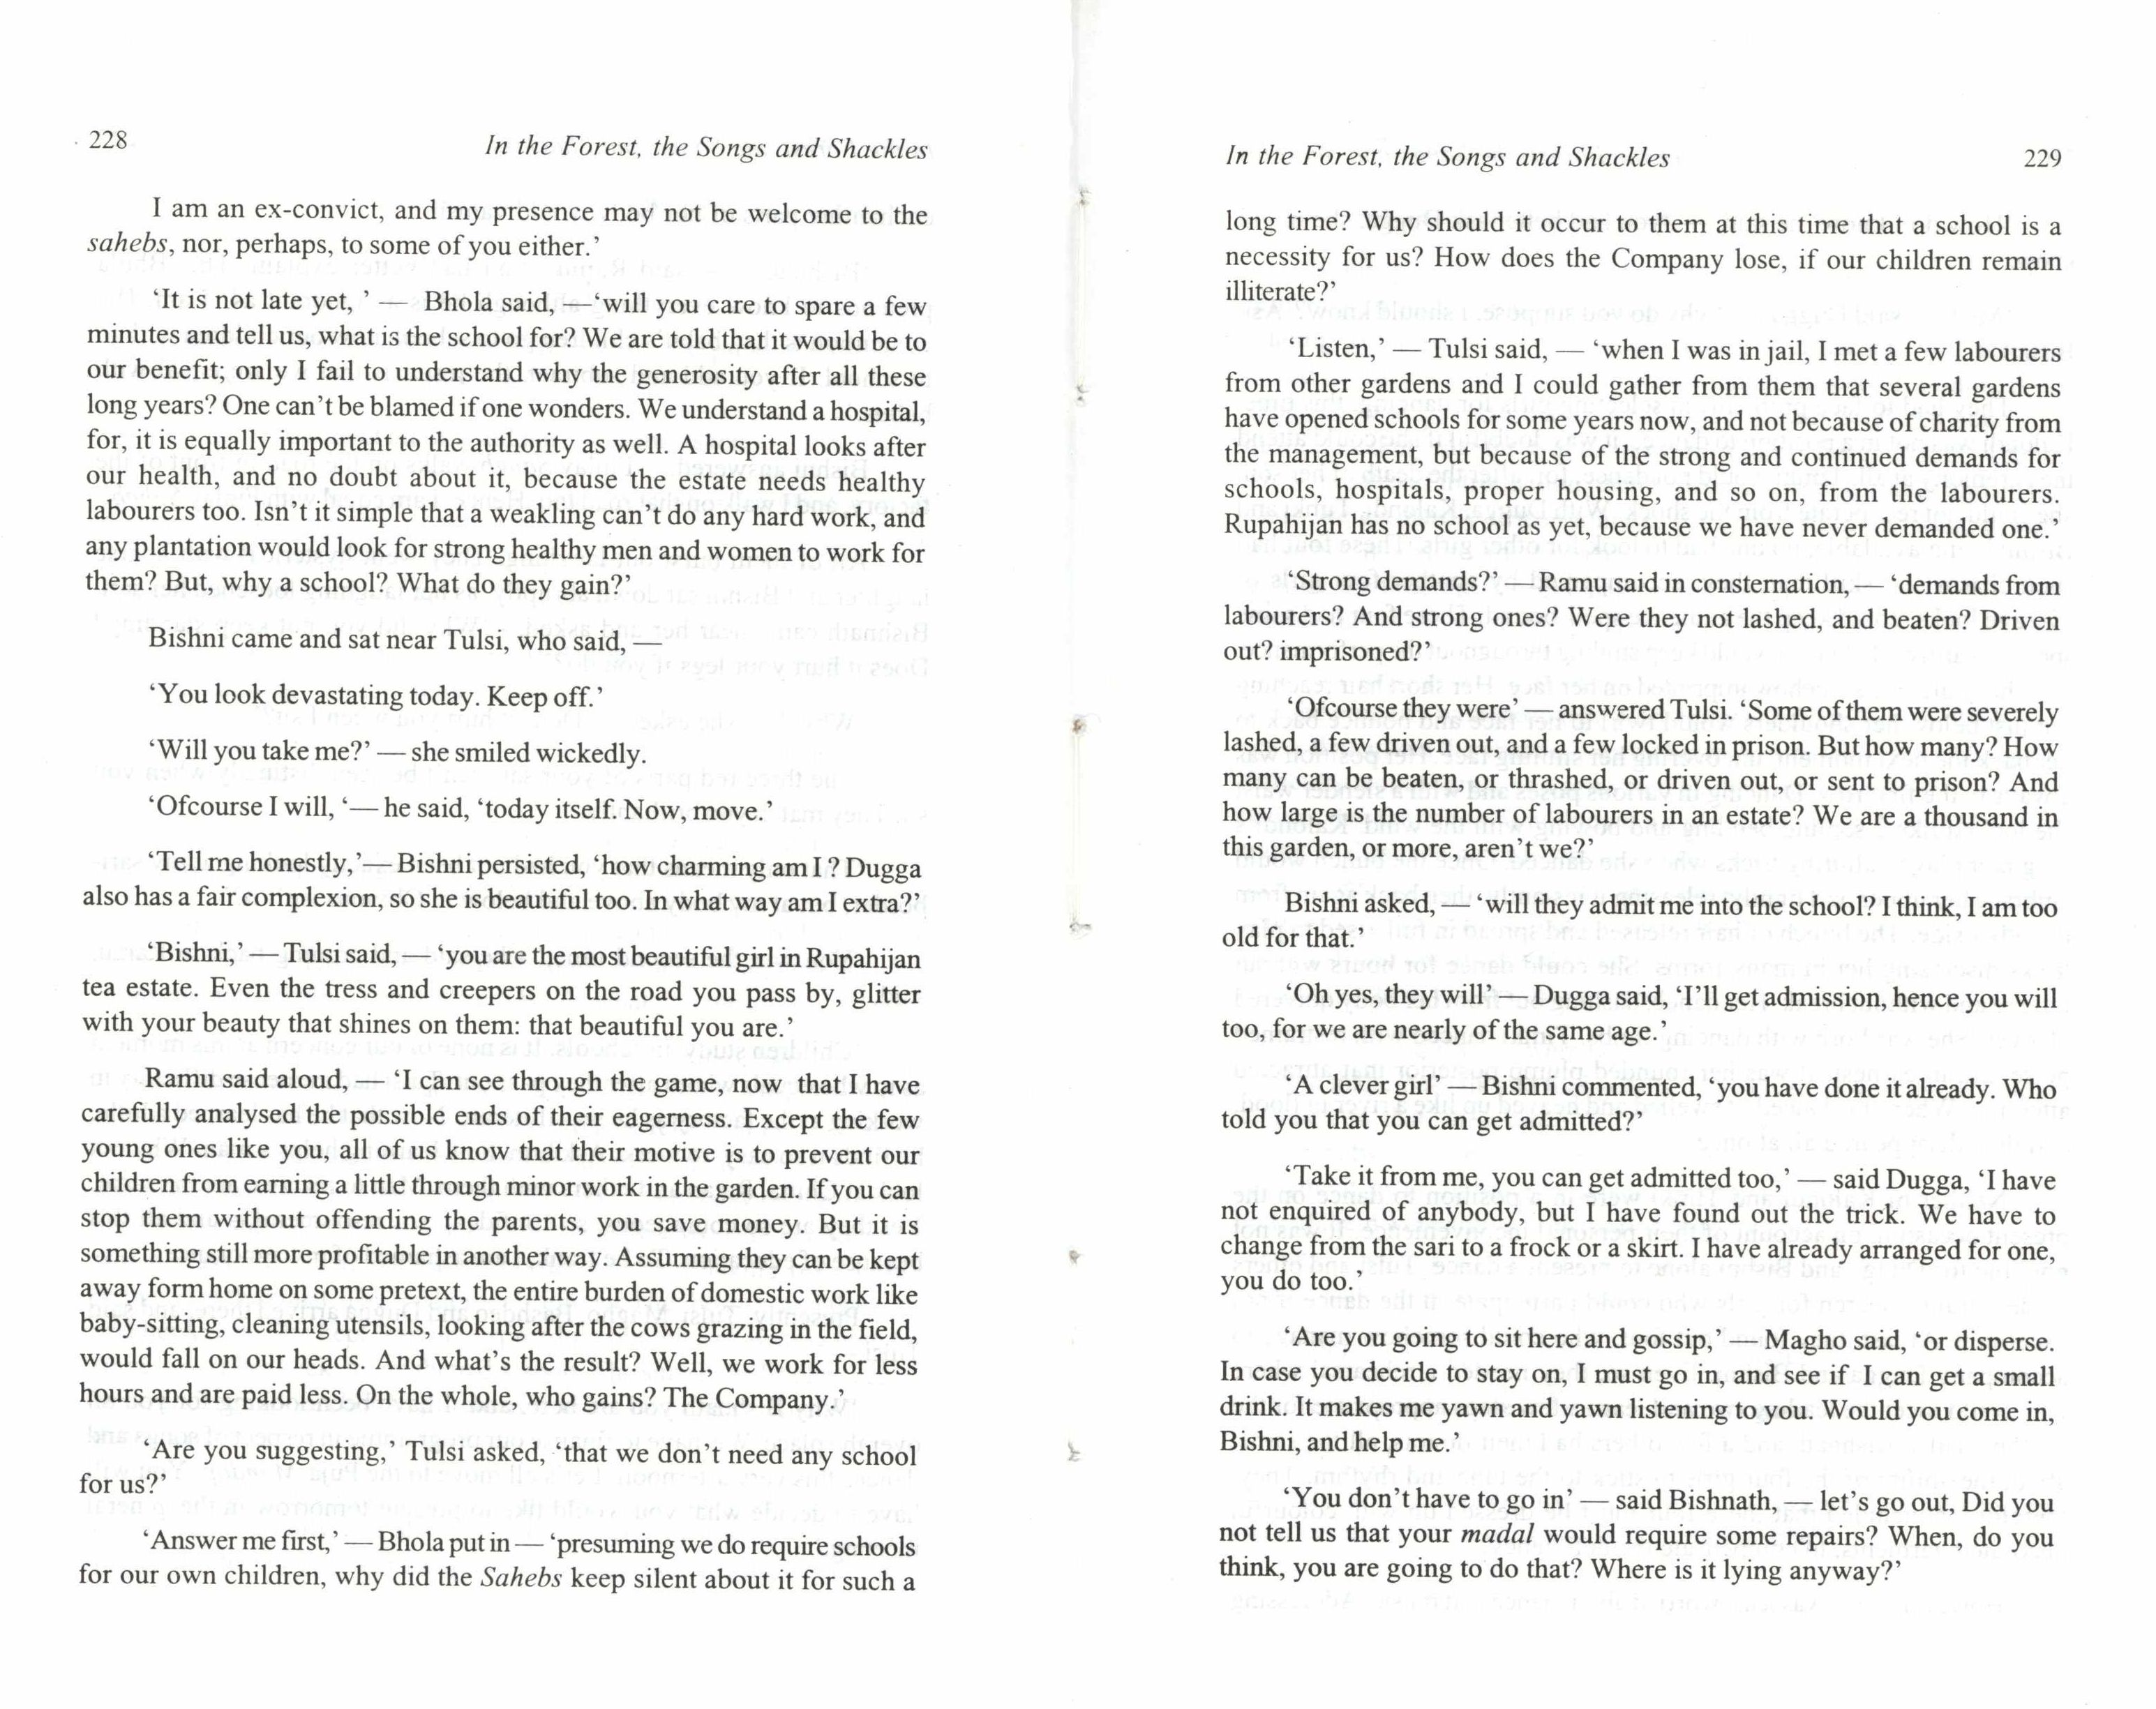 228
In the Forest, the Songs and Shackles
I am an ex-convict, and my presence may not be welcome to the
sahebs, nor, perhaps, to some of you either.’
‘It is not late yet, ’ — Bhola said, — ‘will you care to spare a few
minutes and tell us, what is the school for? We are told that it would be to
our benefit; only I fail to understand why the generosity after all these
long years? One can’t be blamed if one wonders. We understand a hospital,
for, it is equally important to the authority as well. A hospital looks after
our health, and no doubt about it, because the estate needs healthy
labourers too. Isn’t it simple that a weakling can’t do any hard work, and
any plantation would look for strong healthy men and women to work for
them? But, why a school? What do they gain?’
Bishni came and sat near Tulsi, who said, —
‘You look devastating today. Keep off.’
‘Will you take me?’ — she smiled wickedly.
‘Ofcourse I will, ‘— he said, ‘today itself. Now, move.’
‘Tell me honestly,’— Bishni persisted, ‘how charming am I ? Dugga
also has a fair complexion, so she is beautiful too. In what way am I extra?’
‘Bishni,’ — Tulsi said, — ‘you are the most beautiful girl in Rupahijan
tea estate. Even the tress and creepers on the road you pass by, glitter
with your beauty that shines on them: that beautiful you are.’
Ramu said aloud, — ‘I can see through the game, now that I have
carefully analysed the possible ends of their eagerness. Except the few
young ones like you, all of us know that their motive is to prevent our
children from earning a little through minor work in the garden. If you can
stop them without offending the parents, you save money. But it is
something still more profitable in another way. Assuming they can be kept
away form home on some pretext, the entire burden of domestic work like
baby-sitting, cleaning utensils, looking after the cows grazing in the field,
would fall on our heads. And what’s the result? Well, we work for less
hours and are paid less. On the whole, who gains? The Company.’
‘Are you suggesting,’ Tulsi asked, ‘that we don’t need any school
for us?’
‘Answer me first,’ — Bhola put in — ‘presuming we do require schools
for our own children, why did the Sahebs keep silent about it for such a
In the Forest, the Songs and Shackles
229
long time? Why should it occur to them at this time that a school is a
necessity for us? How does the Company lose, if our children remain
illiterate?’
‘Listen,’ — Tulsi said, — ‘when I was in jail, I met a few labourers
from other gardens and I could gather from them that several gardens
have opened schools for some years now, and not because of charity from
the management, but because of the strong and continued demands for
schools, hospitals, proper housing, and so on, from the labourers.
Rupahijan has no school as yet, because we have never demanded one.’
‘Strong demands?’ — Ramu said in consternation, — ‘demands from
labourers? And strong ones? Were they not lashed, and beaten? Driven
out? imprisoned?’
‘Ofcourse they were’ — answered Tulsi. ‘Some of them were severely
lashed, a few driven out, and a few locked in prison. But how many? How
many can be beaten, or thrashed, or driven out, or sent to prison? And
how large is the number of labourers in an estate? We are a thousand in
this garden, or more, aren’t we?’
Bishni asked, — ‘will they admit me into the school? I think, I am too
old for that.’
‘Oh yes, they will’ — Dugga said, ‘I’ll get admission, hence you will
too, for we are nearly of the same age.’
‘A clever girl’ — Bishni commented, ‘you have done it already. Who
told you that you can get admitted?’
‘Take it from me, you can get admitted too,’ — said Dugga, ‘I have
not enquired of anybody, but I have found out the trick. We have to
change from the sari to a frock or a skirt. I have already arranged for one,
you do too.’
‘Are you going to sit here and gossip,’ — Magho said, ‘or disperse.
In case you decide to stay on, I must go in, and see if I can get a small
drink. It makes me yawn and yawn listening to you. Would you come in,
Bishni, and help me.’
‘You don’t have to go in’ — said Bishnath, — let’s go out, Did you
not tell us that your madal would require some repairs? When, do you
think, you are going to do that? Where is it lying anyway?’